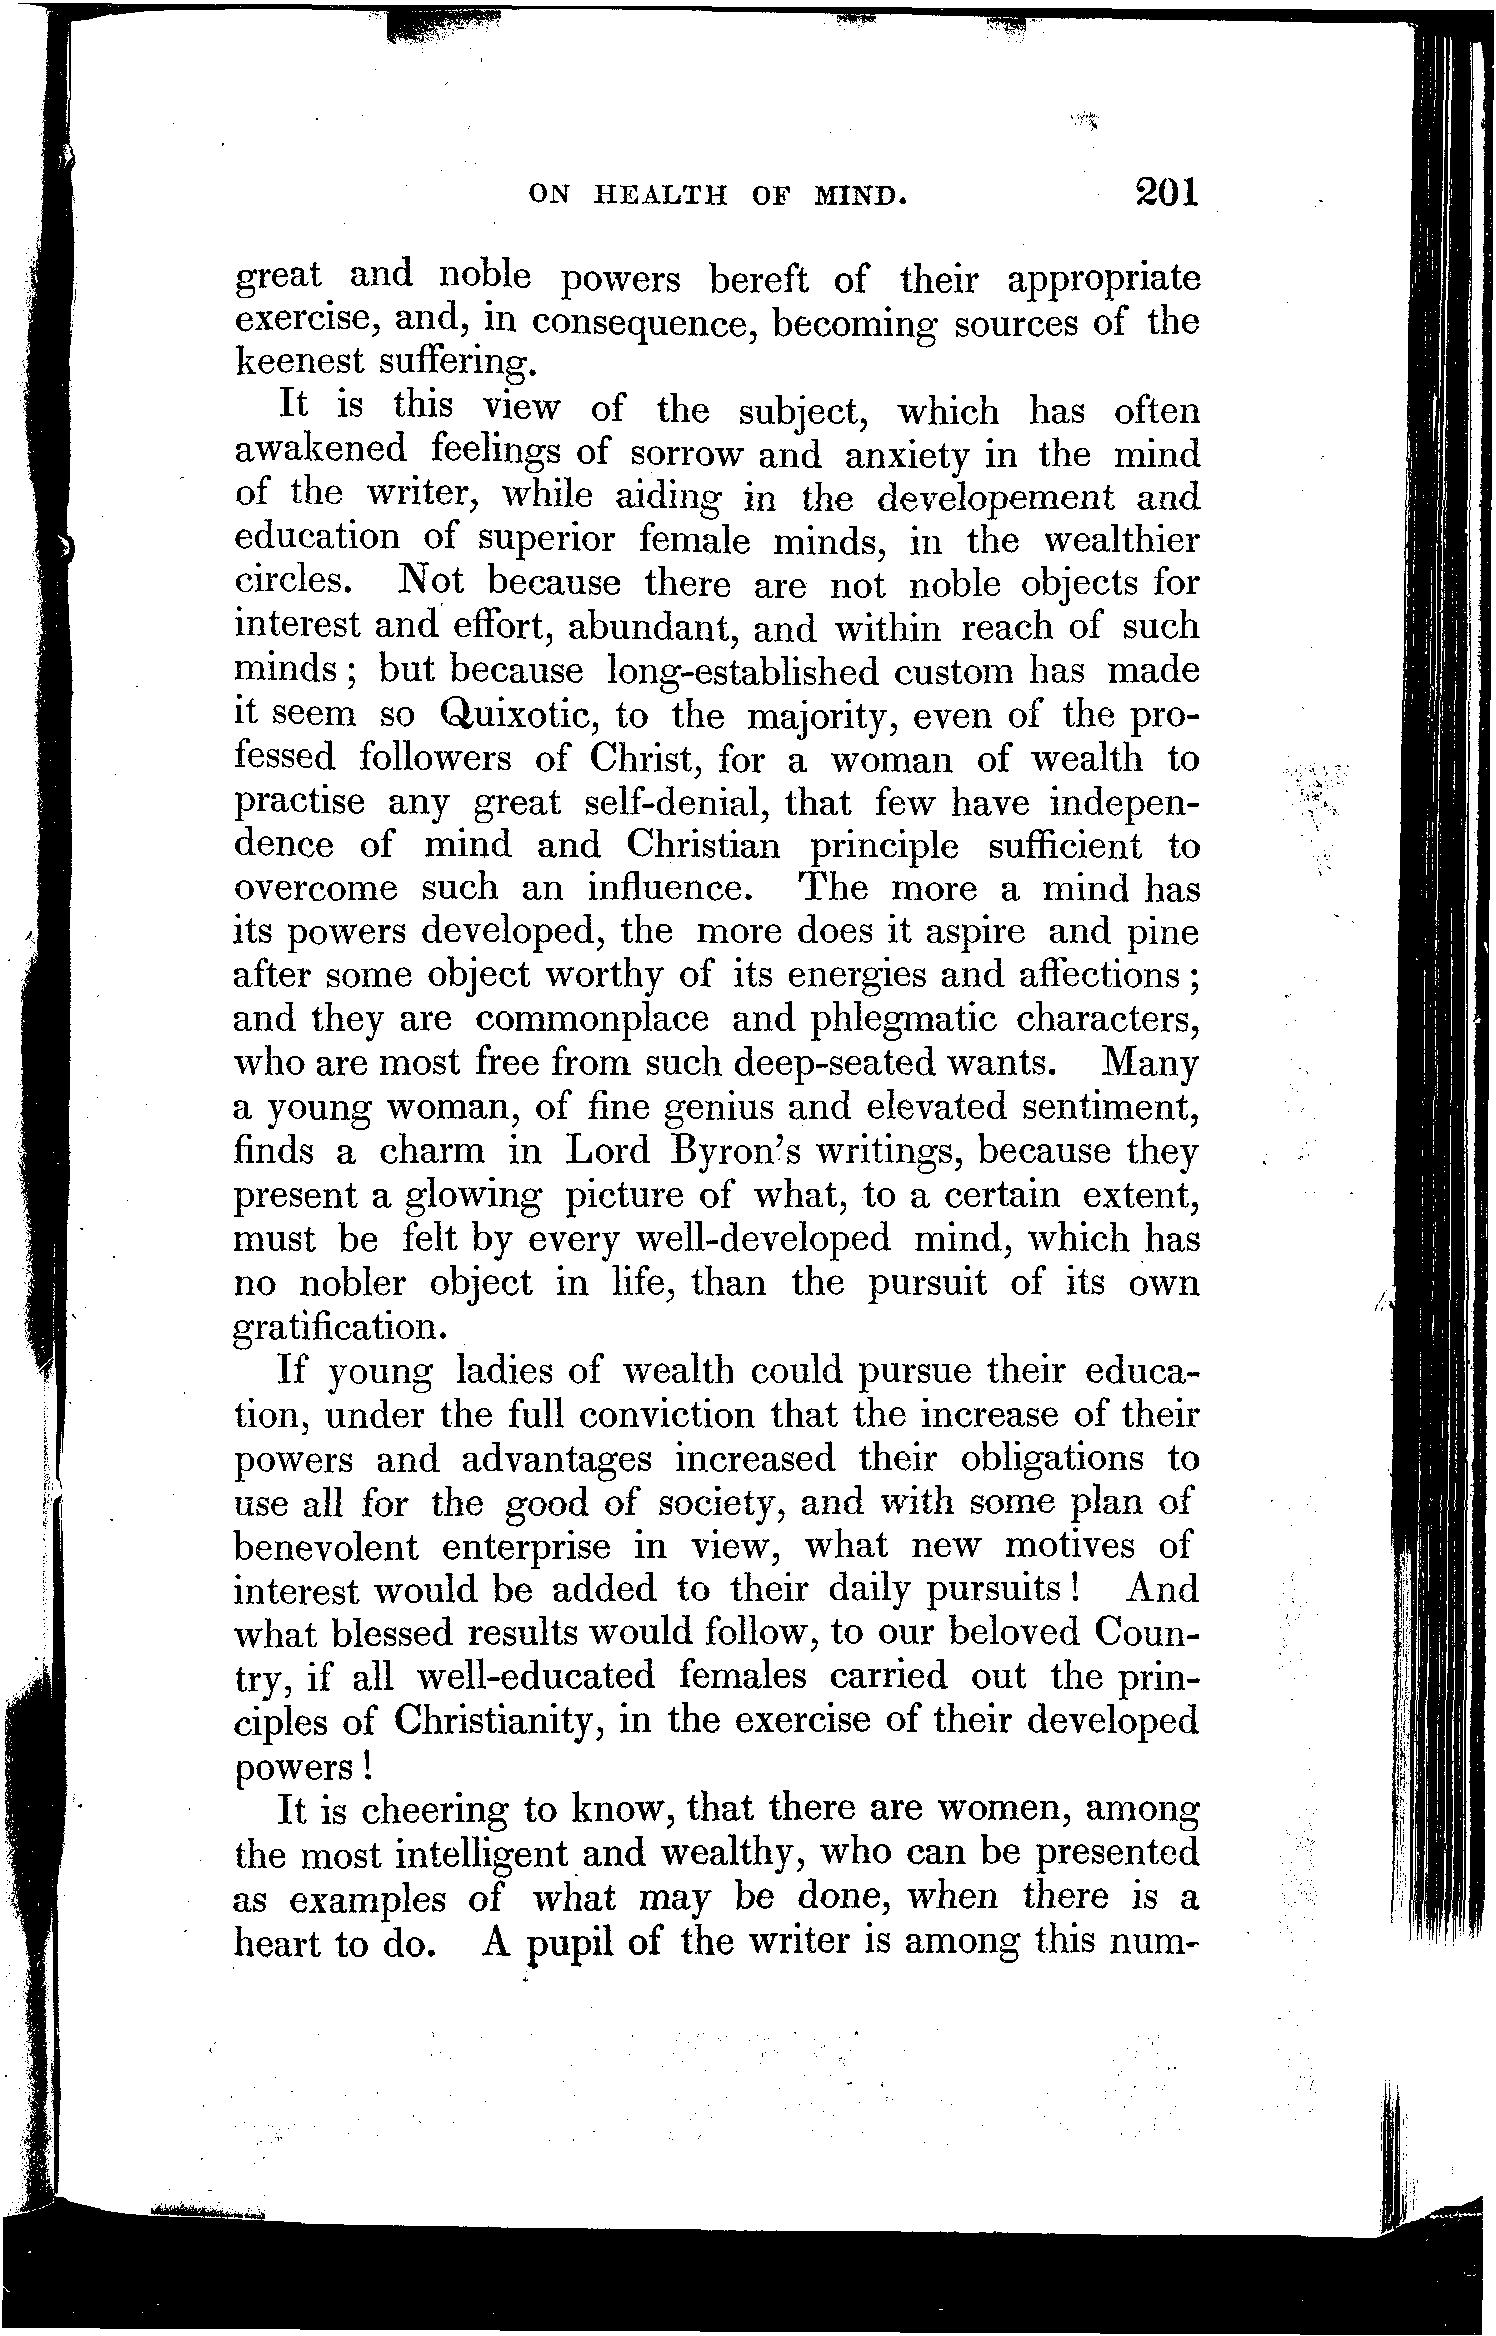 ON HEALTH OF MIND. 201
great and noble powers bereft of their appropriate
exercise, and, in consequence, becoming sources of the
keenest suffering.
It is this view of the subject, which has often
awakened feelings of sorrow and anxiety in the mind
of the writer, while aiding in the developement and
education of superior female minds, in the wealthier
circles. Not because there are not noble objects for
interest and effort, abundant, and within reach of such
minds; but because long-established custom has made
it seem so Quixotic, to the majority, even of the pro-
fessed followers of Christ, for a woman of wealth to
practise any great self-denial, that few have indepen-
dence of mind and Christian principle sufficient to
overcome such an influence. The more a mind has
its powers developed, the more does it aspire and pine
after some object worthy of its energies and affections;
and they are commonplace and phlegmatic characters,
who are most free from such deep-seated wants. Many
a young woman, of fine genius and elevated sentiment,
finds a charm in Lord Byron's writings, because they
present a glowing picture of what, to a certain extent,
must be felt by every well-developed mind, which has
no nobler object in life, than the pursuit of its own
gratification.
If young ladies of wealth could pursue their educa-
tion, under the full conviction that the increase of their
powers and advantages increased their obligations to
use all for the good of society, and with some plan of
benevolent enterprise in view, what new motives of
interest would be added to their daily pursuits! And
what blessed results would follow, to our beloved Coun-
try, if all well-educated females carried out the prin-
ciples of Christianity, in the exercise of their developed
powers!
It is cheering to know, that there are women, among
the most intelligent and wealthy, who can be presented
as examples of what may be done, when there is a
heart to do. A pupil of the writer is among this num-